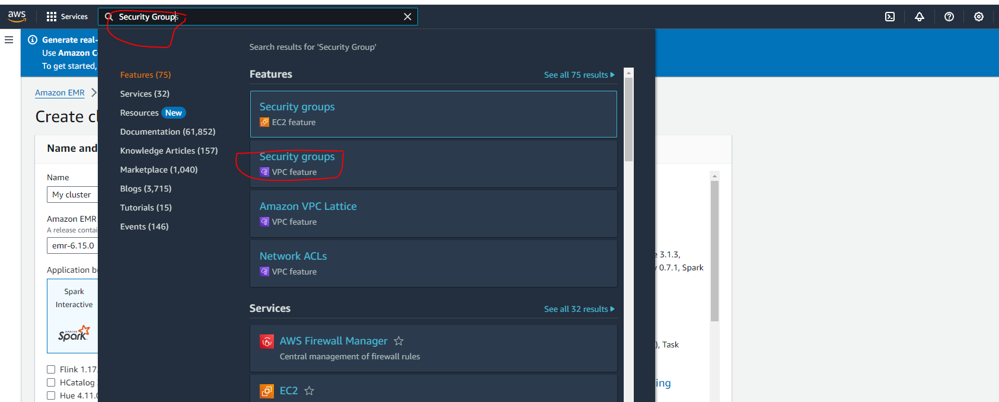 aws
Services
Security Groups
Search results for 'Security Group'
Generate real-
Use Amazon C
To get started,
Amazon EMR
Create cl
Name and
Name
My cluster
Amazon EMR
A release contai
emr-6.15.0
Application b
Spark
Interactive
APACHE
Spark
Flink 1.17.
HCatalog
Hue 4.11.0
Features (75)
Services (32)
Resources New
Documentation (61,852)
Knowledge Articles (157)
Marketplace (1,040)
Blogs (3,715)
Tutorials (15)
Events (146)
Features
See all 75 results
Security groups
EC2 feature
Security groups
VPC feature
Amazon VPC Lattice
VPC feature
Network ACLs
VPC feature
Services
See all 32 results
AWS Firewall Manager
Central management of firewall rules
EC2
3.1.3,
0.7.1, Spark
), Task
ing